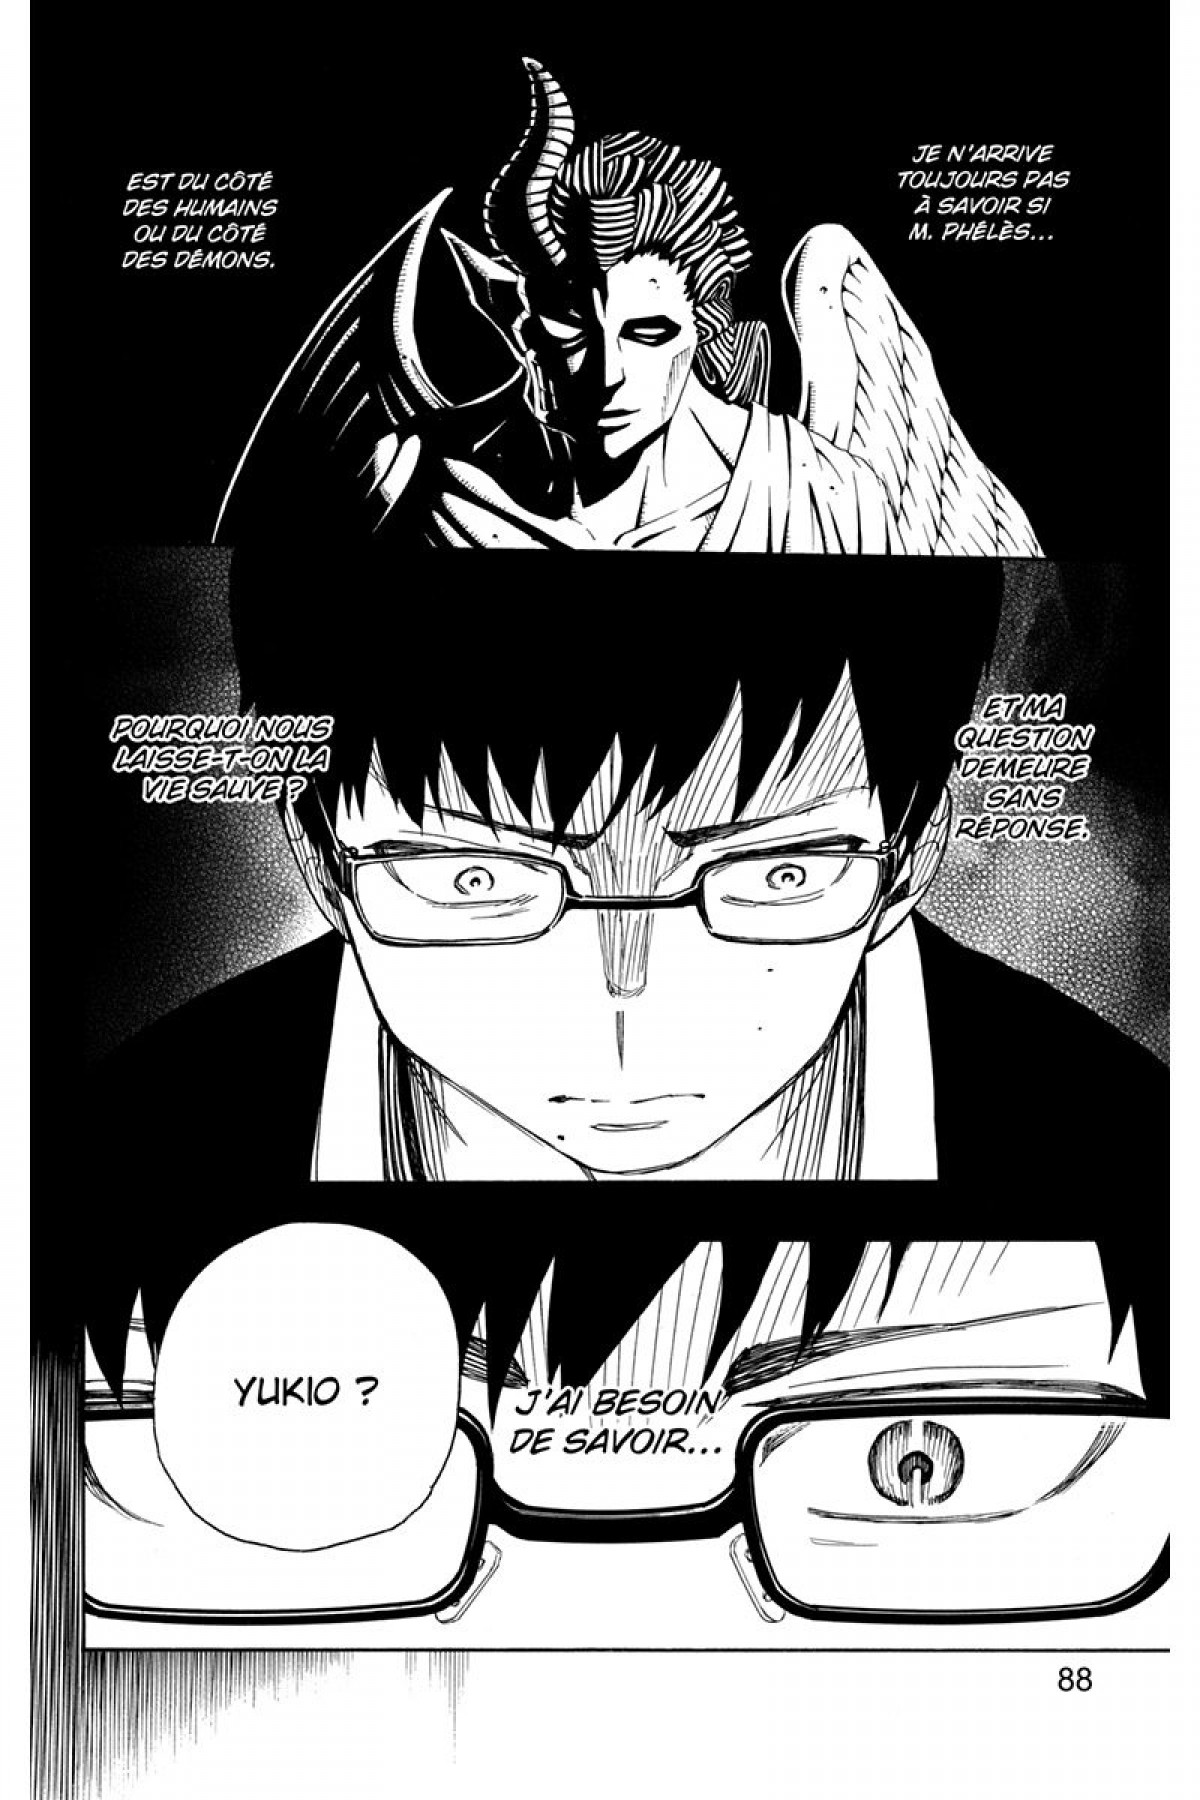 JE N'ARRIVE
TOUJOURS PAS
À SAVOIR SI
M. PHÉLÈS...
EST DU CÔTÉ
DES HUMAINS
OU DU CÔTÉ
DES DÉMONS.
ET MA
QUESTION
DEMEURE
SANS
RÉPONSE.
POURQUOI NOUS
LAISSE-T-ON LA
VIE SAUVE ?
J'AI BESOIN
DE SAVOIR...
YUKIO ?
88